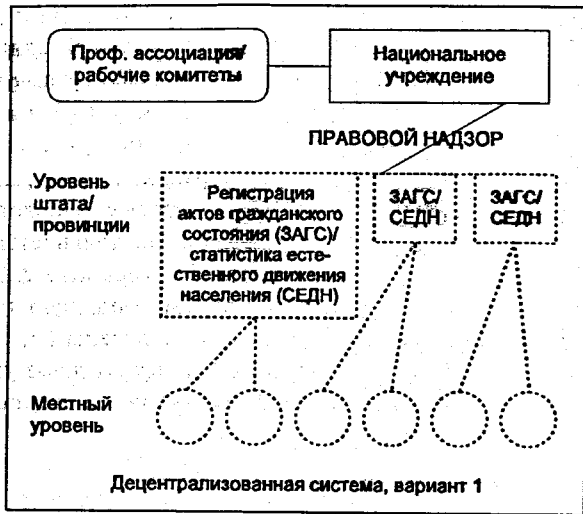 Проф. ассоциация/
рабочие комитеты
Национальное
учреждение
ПРАВОВОЙ НАДЗОР
Уровень
штата/
провинции
Регистрация
актов гражданского
состояния (ЗАГС)/
статистика есте-
ственного движения
населения (СЕДН)
ЗАГС/
СЕДН
ЗАГС/
СЕДН
Местный
уровень
Децентрализованная система, вариант 1